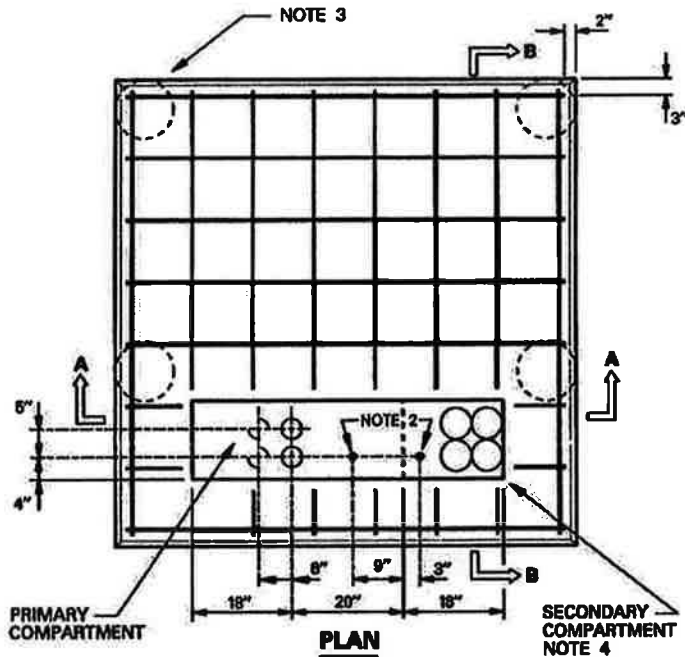 NOTE 3
B
2"
3"
A
A
5"
NOTE 2
4"
6"
9"
3"
B
18"
20"
18"
PRIMARY
COMPARTMENT
PLAN
SECONDARY
COMPARTMENT
NOTE 4